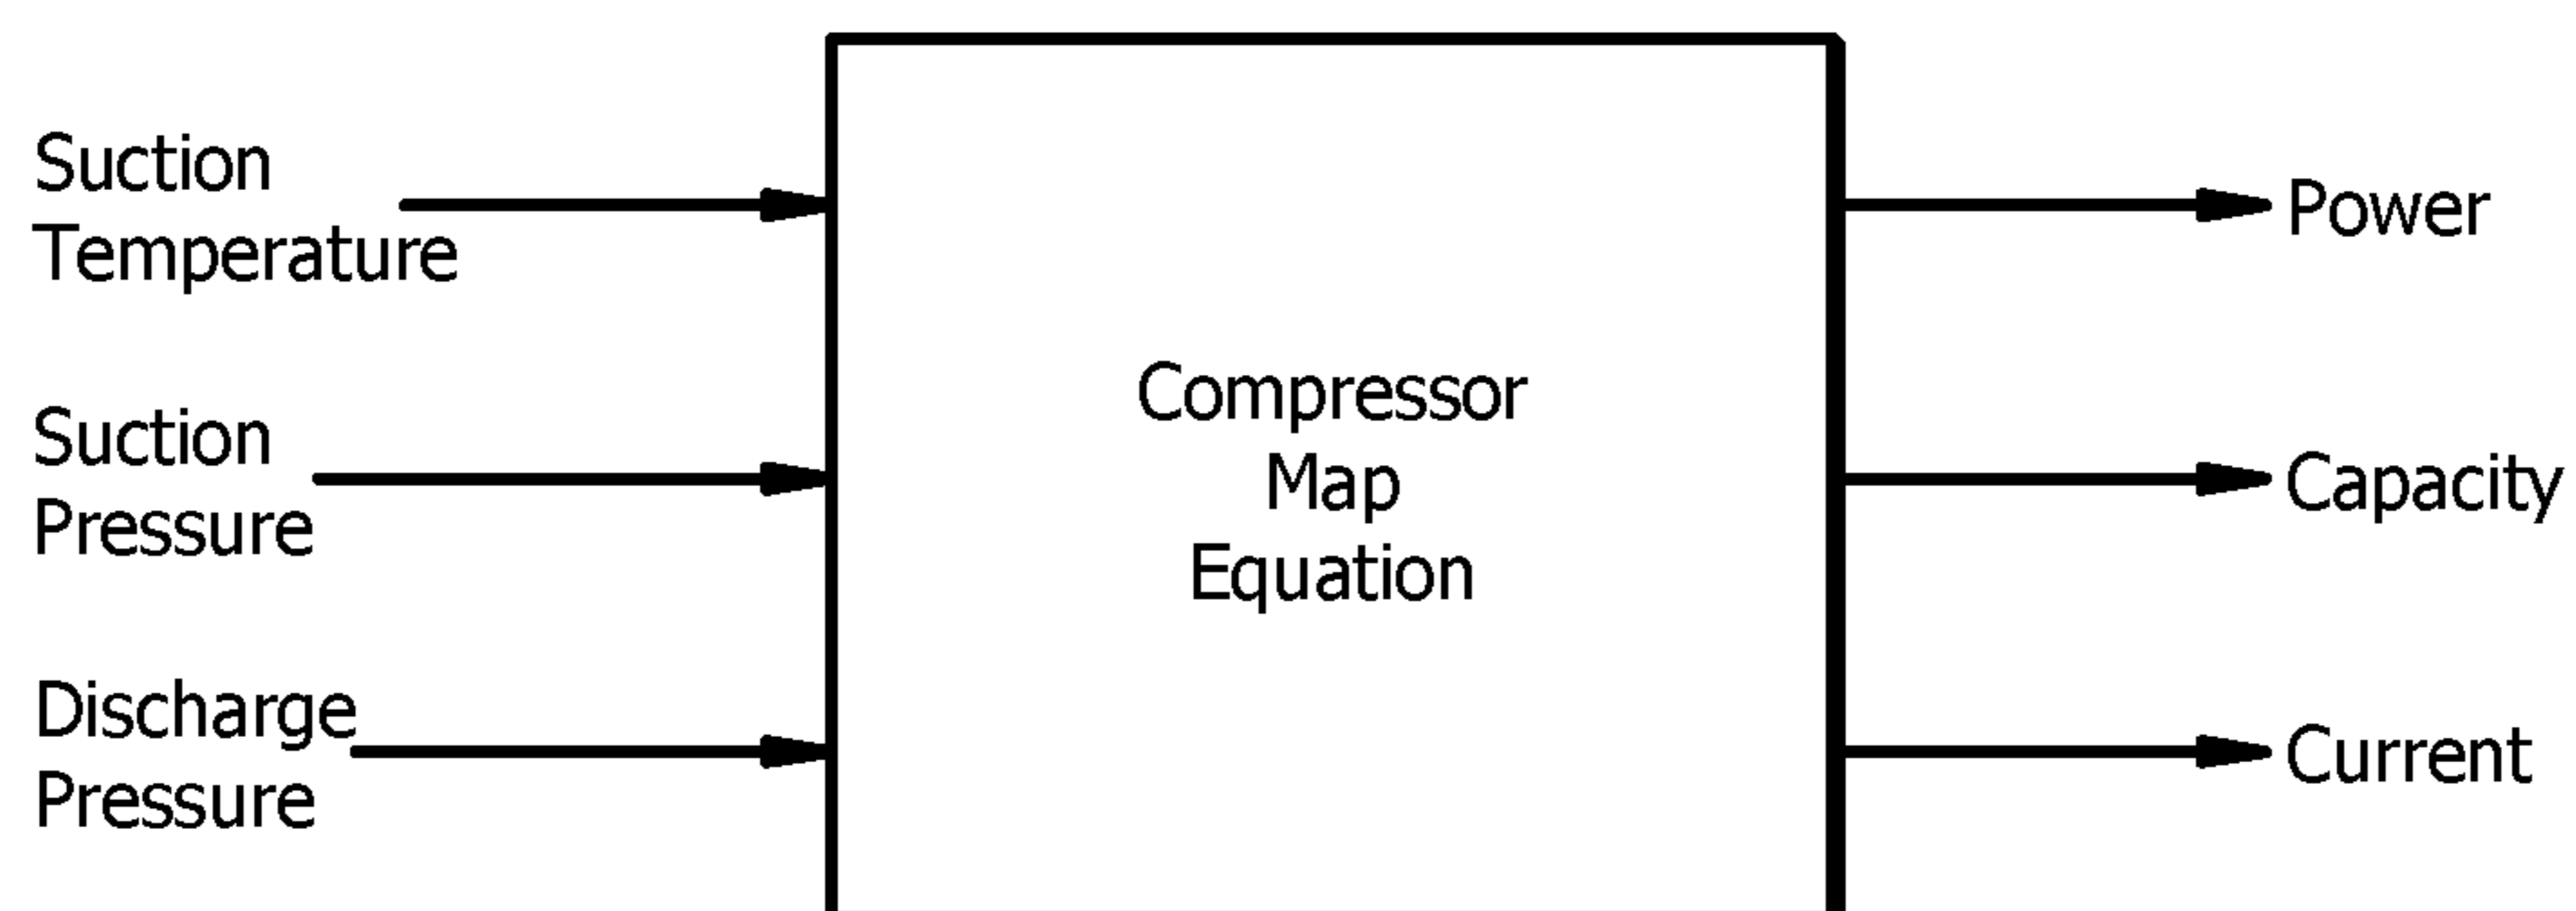 Suction
Temperature
Suction
Pressure
Discharge
Pressure
Compressor
Map
Equation
Power
Capacity
Current